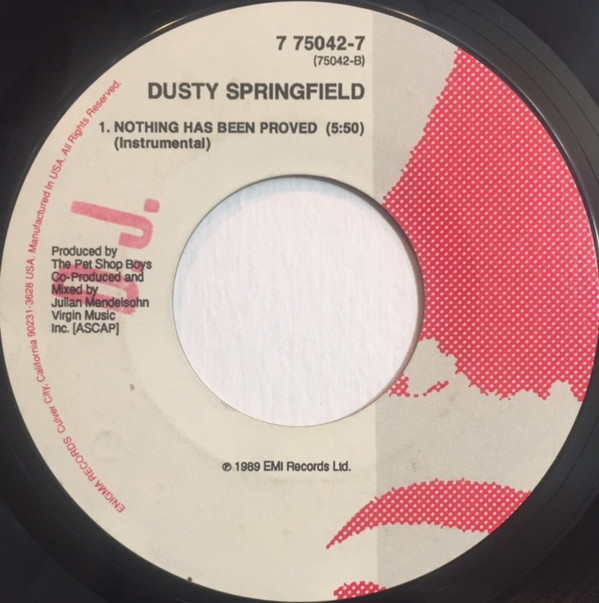 7 75042-7
(75042-B)
DUSTY SPRINGFIELD
1. NOTHING HAS BEEN PROVED (5:50)
(Instrumental)
D.J.
Produced by
The Pet Shop Boys
Co-Produced and
Mixed by
Julian Mendelsohn
Virgin Music
Inc. [ASCAP]
℗ 1989 EMI Records Ltd.
ENIGMA RECORDS Culver City, California 90231-3628 USA. Manufactured In USA. All Rights Reserved.